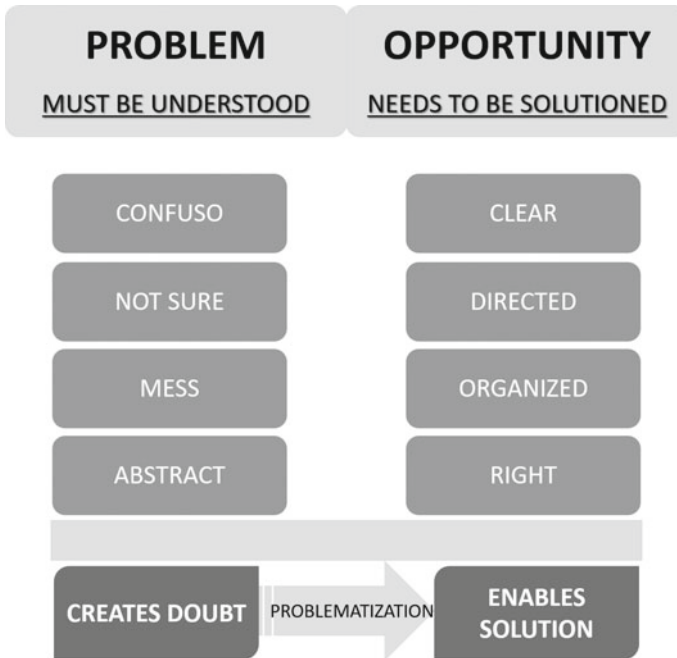 PROBLEM
MUST BE UNDERSTOOD
OPPORTUNITY
NEEDS TO BE SOLUTIONED
CONFUSO
CLEAR
NOT SURE
DIRECTED
MESS
ORGANIZED
ABSTRACT
RIGHT
CREATES DOUBT
PROBLEMATIZATION
ENABLES
SOLUTION